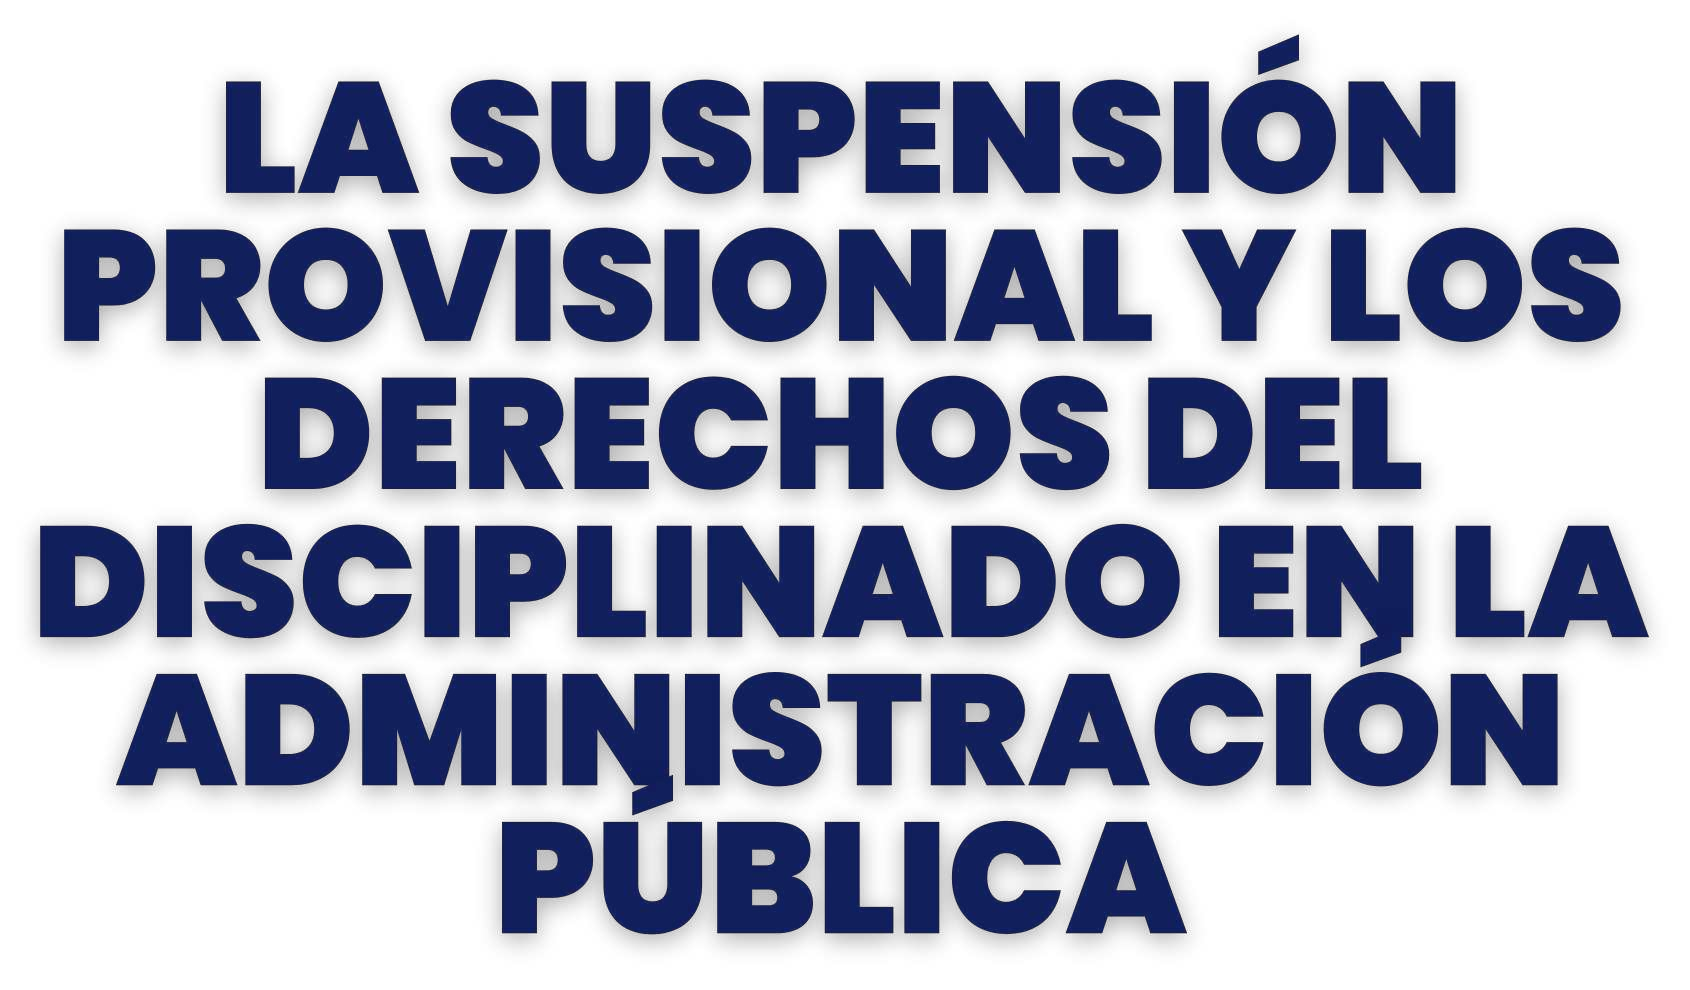 LA SUSPENSIÓN
PROVISIONAL Y LOS
DERECHOS DEL
DISCIPLINADO EN LA
ADMINISTRACIÓN
PÚBLICA